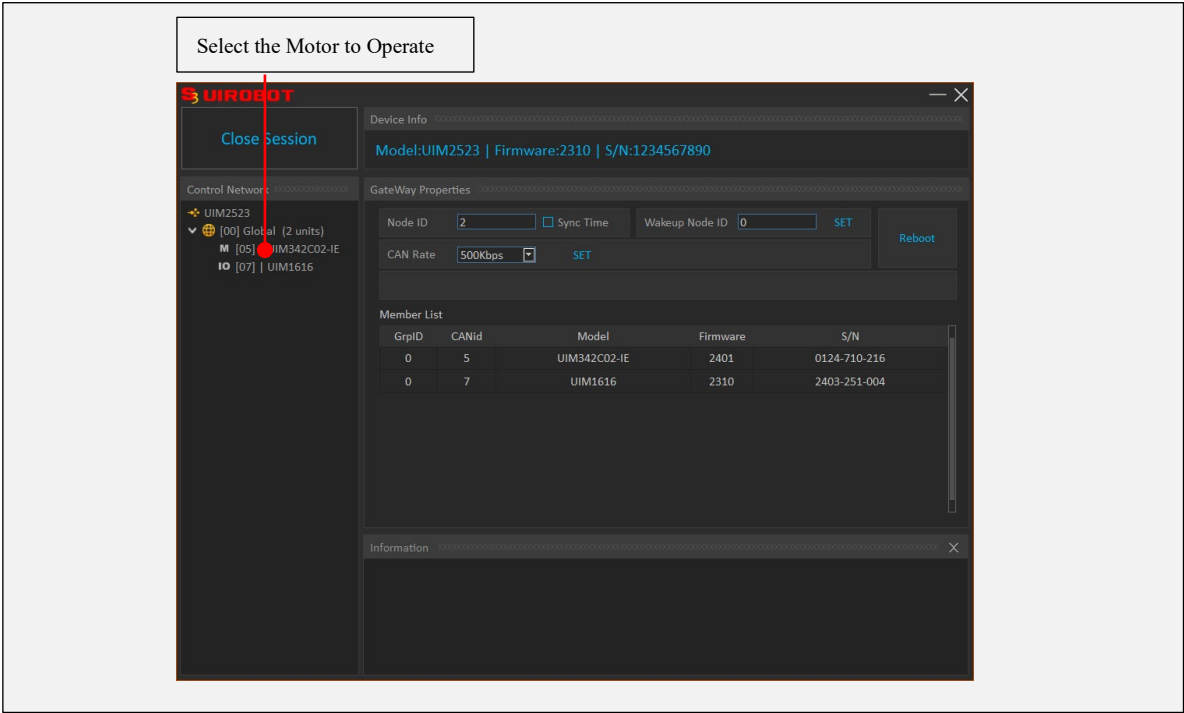 Select the Motor to Operate
S3 UIROBOT
Close Session
Device Info
Model:UIM2523 | Firmware:2310 | S/N:1234567890
Control Network
UIM2523
[00] Global (2 units)
M [05] UIM342C02-IE
IO [07] | UIM1616
GateWay Properties
Node ID 2 Sync Time Wakeup Node ID 0 SET
Reboot
CAN Rate 500Kbps SET
Member List
GrpID CANid Model Firmware S/N
0 5 UIM342C02-IE 2401 0124-710-216
0 7 UIM1616 2310 2403-251-004
Information